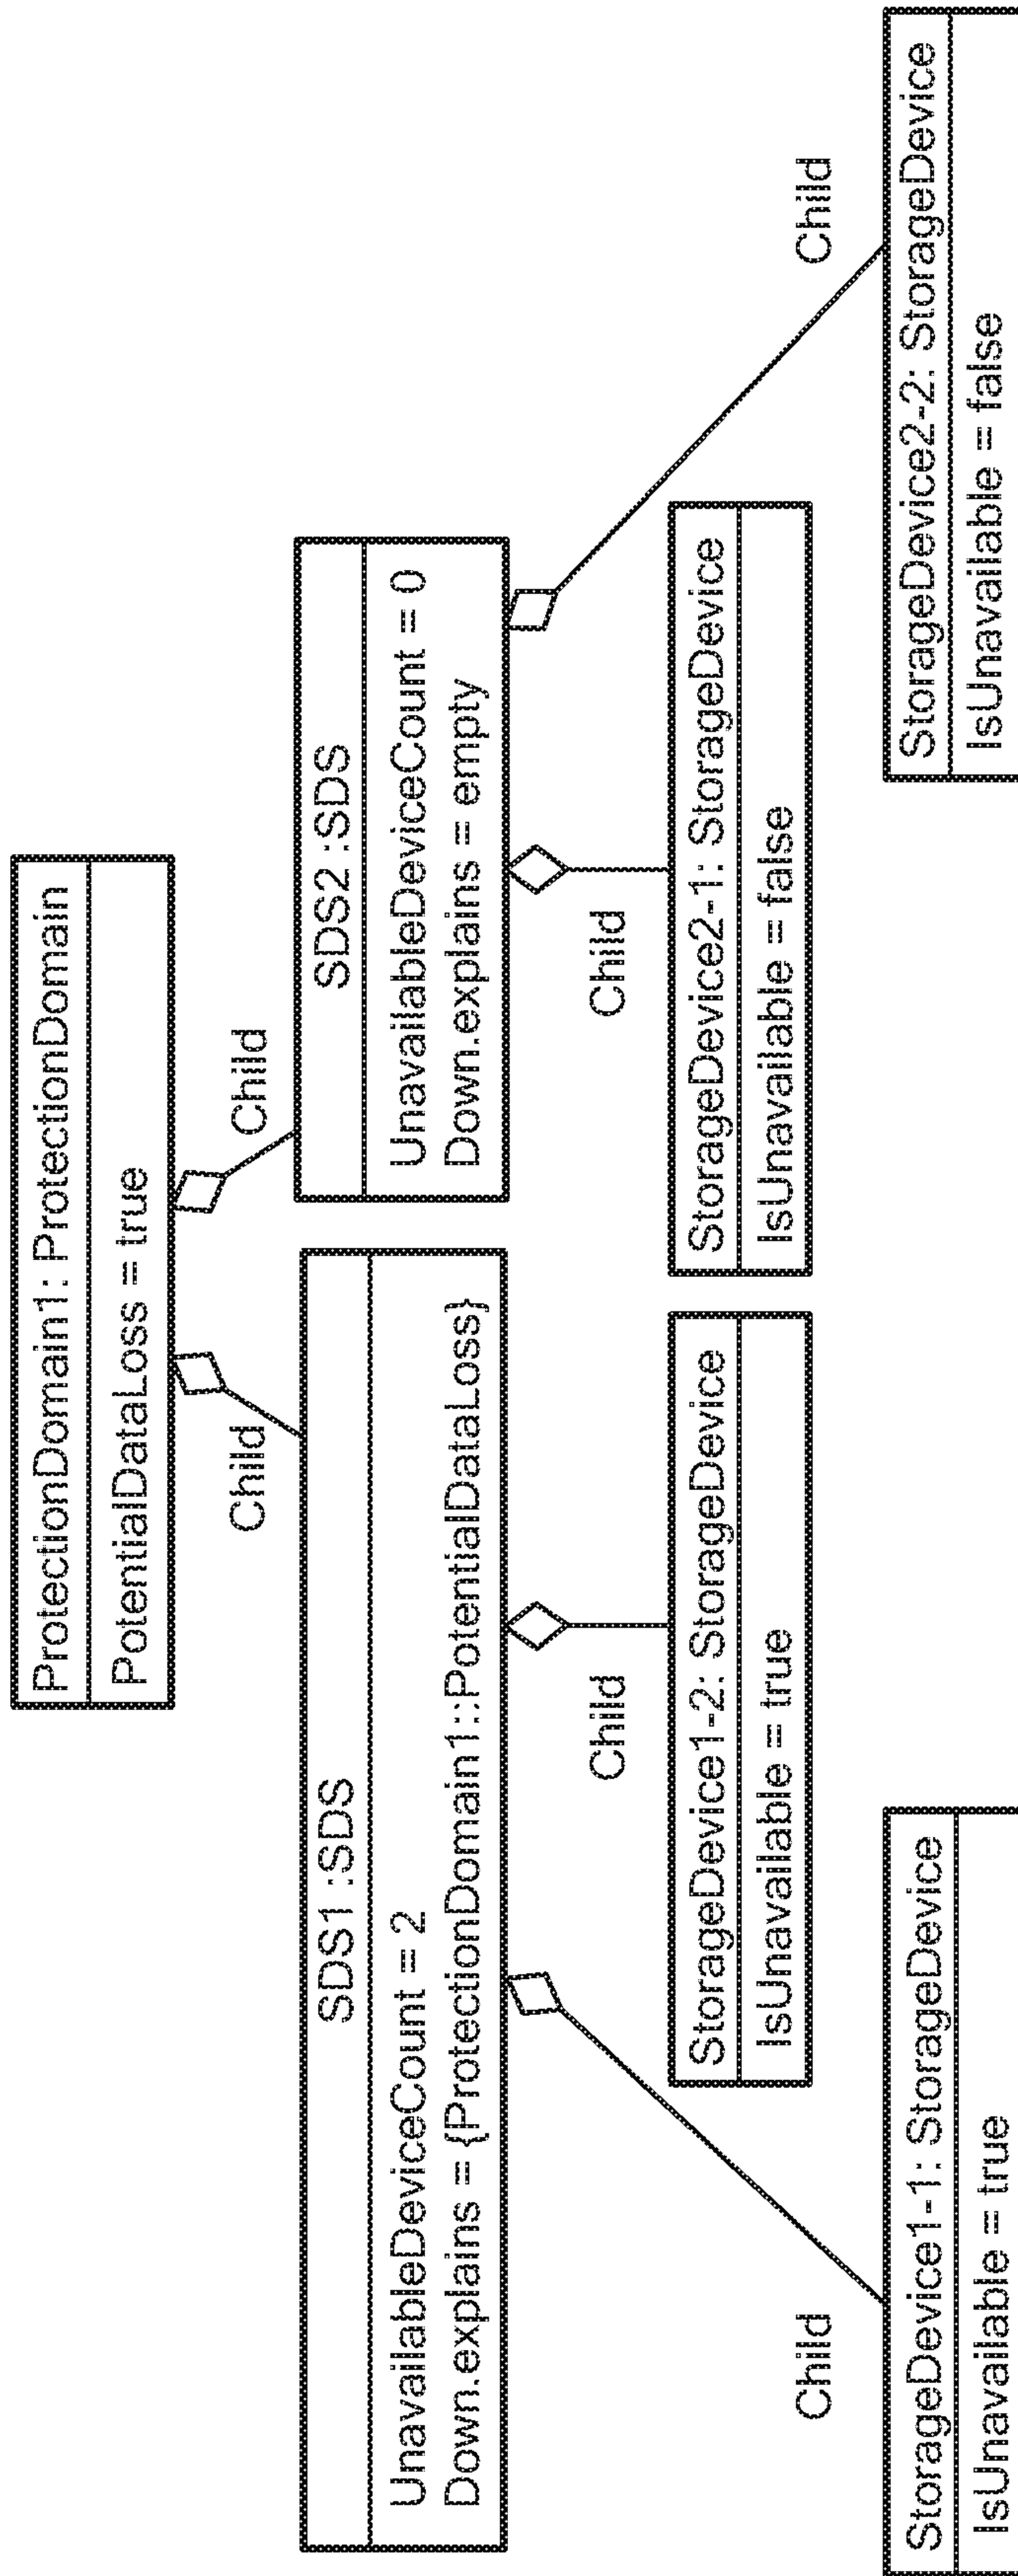 ProtectionDomain1: ProtectionDomain
PotentialDataLoss = true
Child
Child
SDS1 :SDS
UnavailableDeviceCount = 2
Down.explains = {ProtectionDomain1::PotentialDataLoss}
SDS2 :SDS
UnavailableDeviceCount = 0
Down.explains = empty
Child
Child
Child
Child
StorageDevice1-2: StorageDevice
IsUnavailable = true
StorageDevice2-1: StorageDevice
IsUnavailable = false
StorageDevice1-1: StorageDevice
IsUnavailable = true
StorageDevice2-2: StorageDevice
IsUnavailable = false